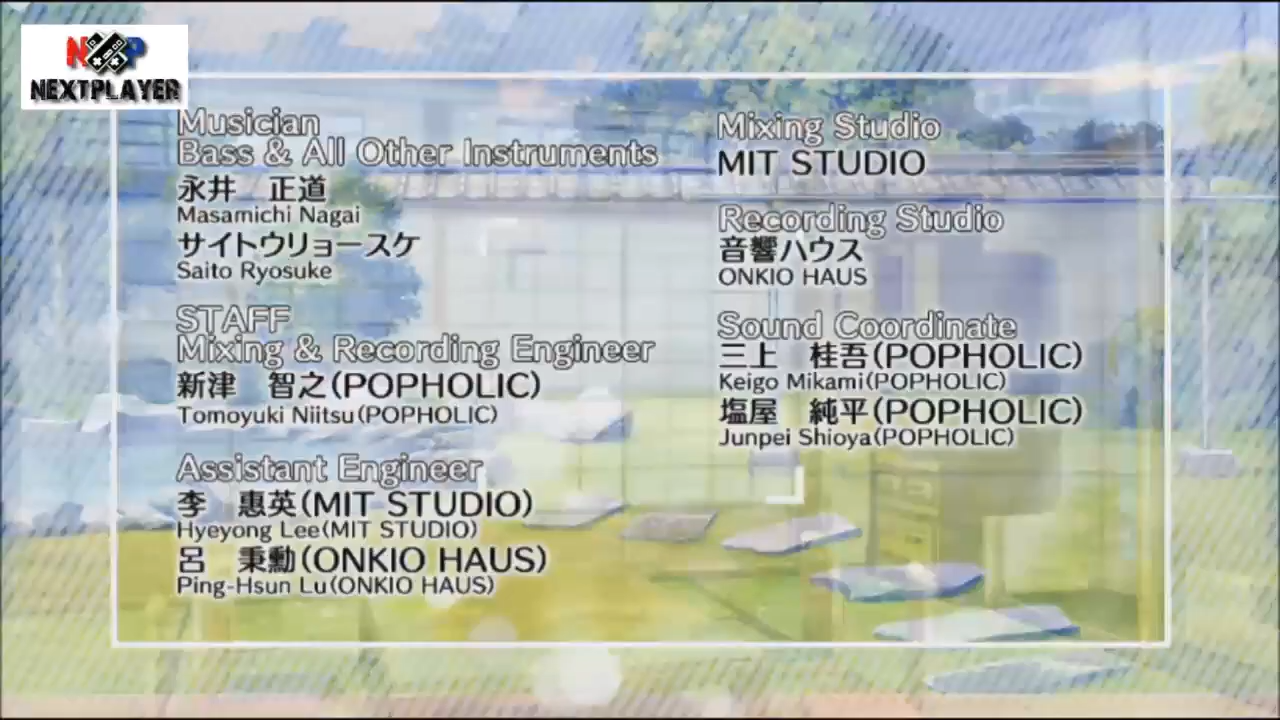 NXP
NEXTPLAYER
Musician
Bass & All Other Instruments
永井　正道
Masamichi Nagai
サイトウリョースケ
Saito Ryosuke
STAFF
Mixing & Recording Engineer
新津　智之(POPHOLIC)
Tomoyuki Niitsu(POPHOLIC)
Assistant Engineer
李　惠英(MIT STUDIO)
Hyeyong Lee(MIT STUDIO)
呂　秉勳(ONKIO HAUS)
Ping-Hsun Lu(ONKIO HAUS)
Mixing Studio
MIT STUDIO
Recording Studio
音響ハウス
ONKIO HAUS
Sound Coordinate
三上　桂吾(POPHOLIC)
Keigo Mikami(POPHOLIC)
塩屋　純平(POPHOLIC)
Junpei Shioya(POPHOLIC)